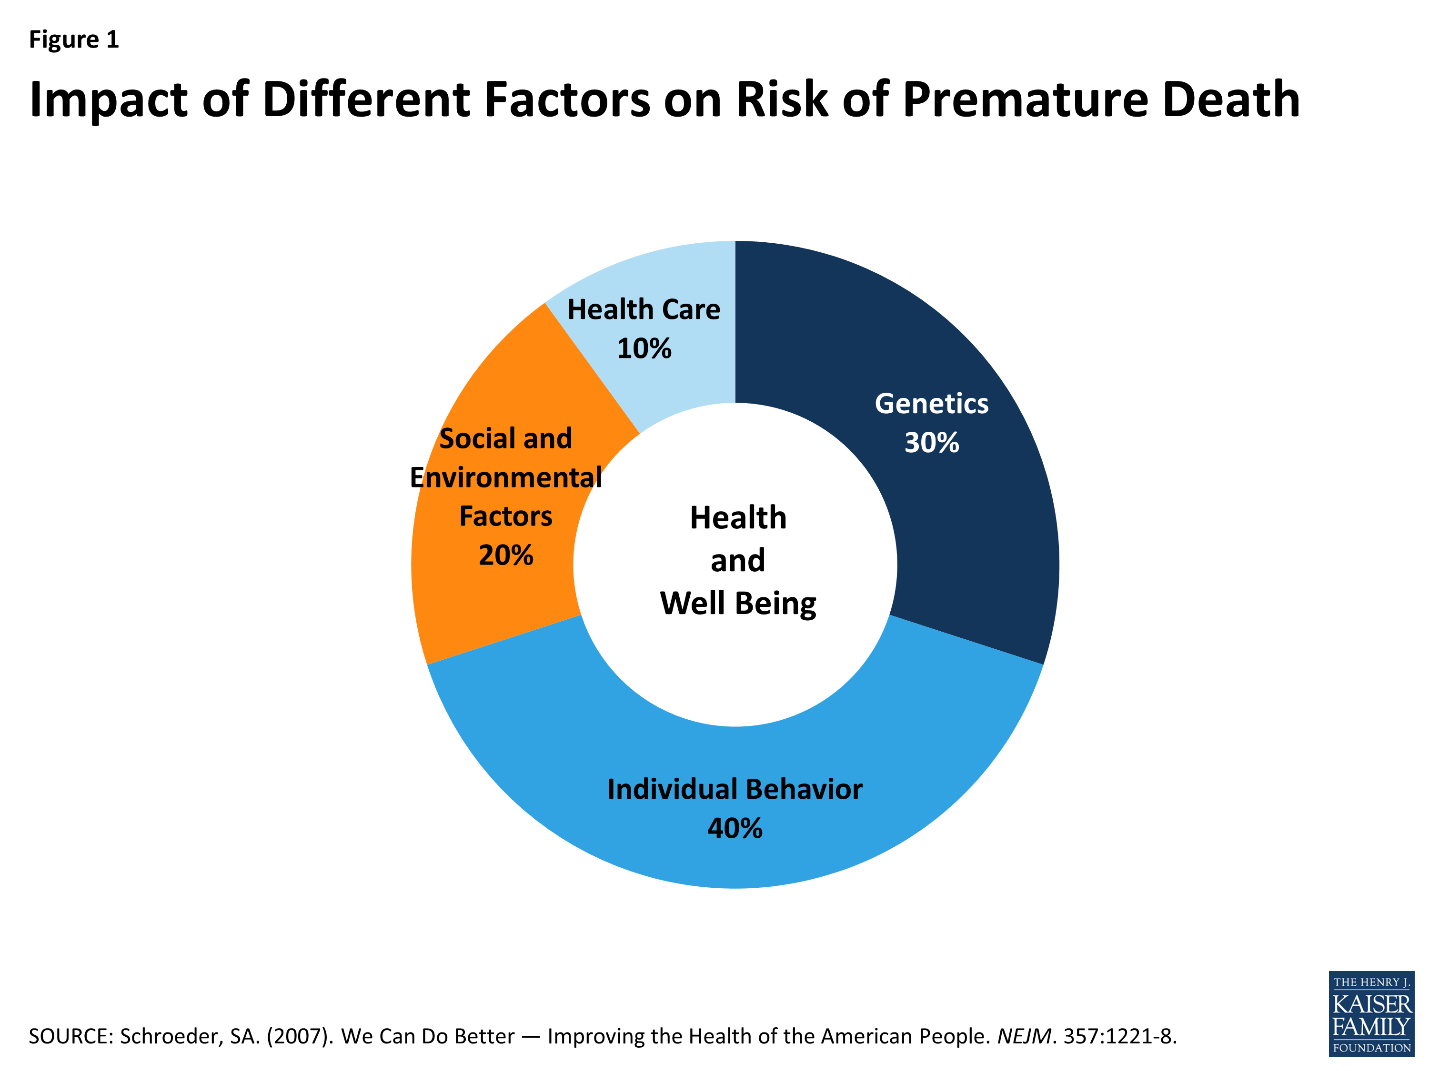 Figure 1
Impact of Different Factors on Risk of Premature Death
Health Care
10%
Genetics
30%
Social and
Environmental
Factors
20%
Health
and
Well Being
Individual Behavior
40%
SOURCE: Schroeder, SA. (2007). We Can Do Better — Improving the Health of the American People. NEJM. 357:1221-8.
THE HENRY J.
KAISER
FAMILY
FOUNDATION